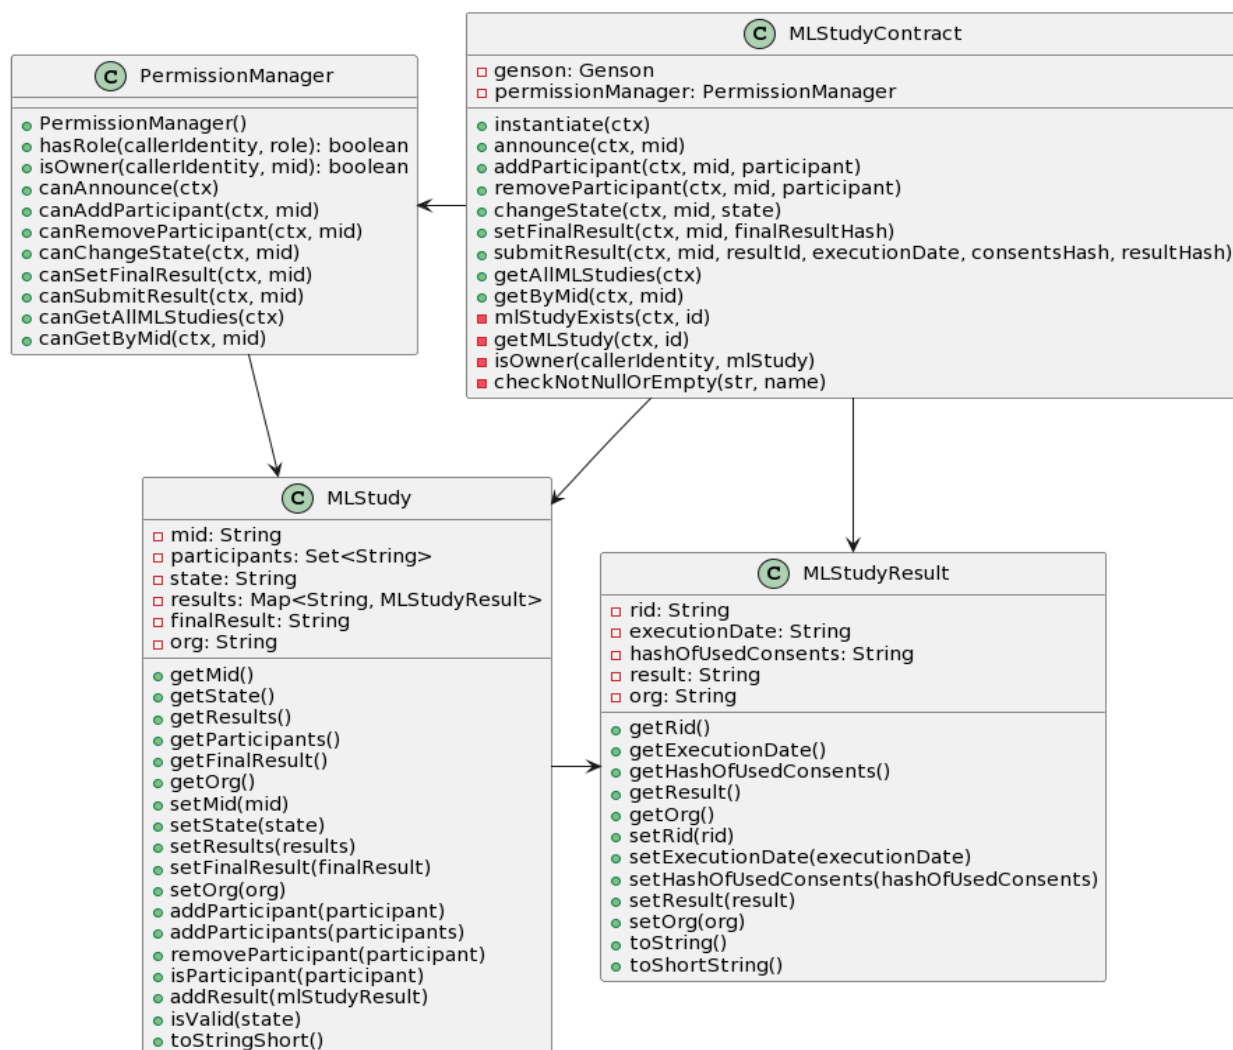 C PermissionManager
PermissionManager()
hasRole(callerIdentity, role): boolean
isOwner(callerIdentity, mid): boolean
canAnnounce(ctx)
canAddParticipant(ctx, mid)
canRemoveParticipant(ctx, mid)
canChangeState(ctx, mid)
canSetFinalResult(ctx, mid)
canSubmitResult(ctx, mid)
canGetAllMLStudies(ctx)
canGetByMid(ctx, mid)
C MLStudyContract
genson: Genson
permissionManager: PermissionManager
instantiate(ctx)
announce(ctx, mid)
addParticipant(ctx, mid, participant)
removeParticipant(ctx, mid, participant)
changeState(ctx, mid, state)
setFinalResult(ctx, mid, finalResultHash)
submitResult(ctx, mid, resultId, executionDate, consentsHash, resultHash)
getAllMLStudies(ctx)
getByMid(ctx, mid)
mlStudyExists(ctx, id)
getMLStudy(ctx, id)
isOwner(callerIdentity, mlStudy)
checkNotNullOrEmpty(str, name)
C MLStudy
mid: String
participants: Set<String>
state: String
results: Map<String, MLStudyResult>
finalResult: String
org: String
getMid()
getState()
getResults()
getParticipants()
getFinalResult()
getOrg()
setMid(mid)
setState(state)
setResults(results)
setFinalResult(finalResult)
setOrg(org)
addParticipant(participant)
addParticipants(participants)
removeParticipant(participant)
isParticipant(participant)
addResult(mlStudyResult)
isValid(state)
toStringShort()
C MLStudyResult
rid: String
executionDate: String
hashOfUsedConsents: String
result: String
org: String
getRid()
getExecutionDate()
getHashOfUsedConsents()
getResult()
getOrg()
setRid(rid)
setExecutionDate(executionDate)
setHashOfUsedConsents(hashOfUsedConsents)
setResult(result)
setOrg(org)
toString()
toShortString()